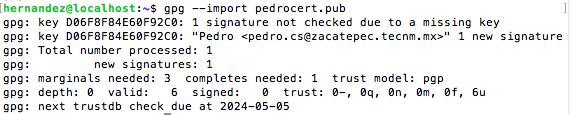 [hernandez@localhost:~$ gpg --import pedrocert.pub
gpg: key D06F8F84E60F92C0: 1 signature not checked due to a missing key
gpg: key D06F8F84E60F92C0: "Pedro <pedro.cs@zacatepec.tecnm.mx>" 1 new signature
gpg: Total number processed: 1
gpg:         new signatures: 1
gpg: marginals needed: 3  completes needed: 1  trust model: pgp
gpg: depth: 0  valid:   6  signed:   0  trust: 0-, 0q, 0n, 0m, 0f, 6u
gpg: next trustdb check due at 2024-05-05